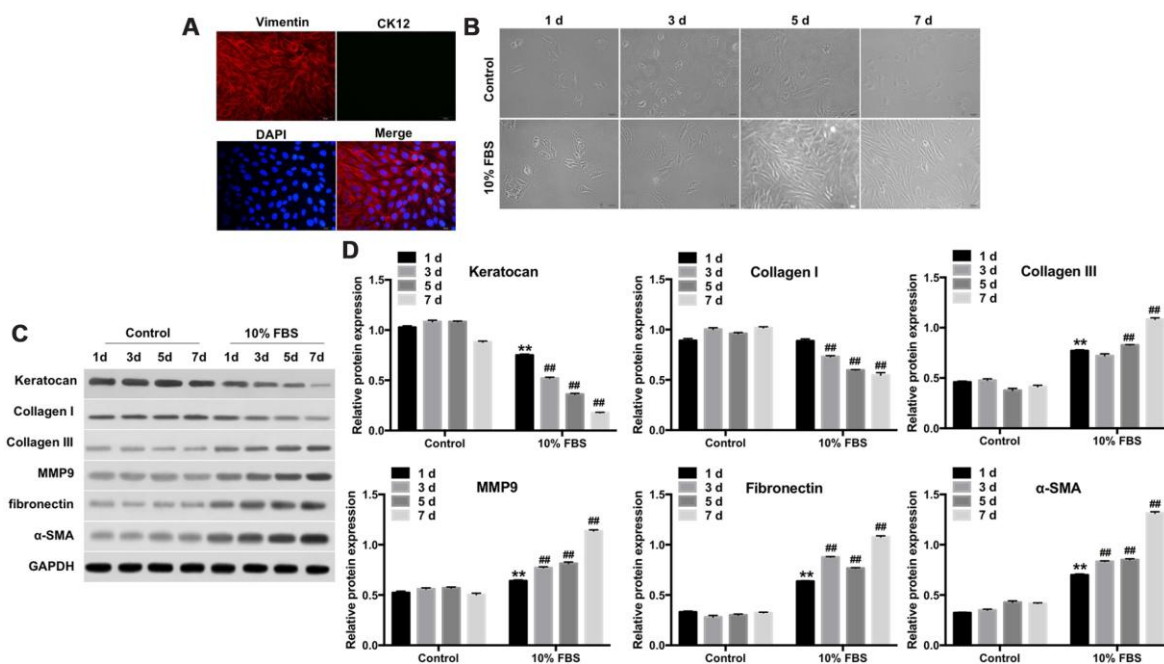 A
Vimentin CK12
DAPI Merge
B
1 d 3 d 5 d 7 d
Control
10% FBS
C
Control 10% FBS
1d 3d 5d 7d 1d 3d 5d 7d
Keratocan
Collagen I
Collagen III
MMP9
fibronectin
α-SMA
GAPDH
D
1 d
3 d
5 d
7 d
Keratocan
Relative protein expression
1.5
1.0
0.5
0.0
** ## ## ##
Control 10% FBS
1 d
3 d
5 d
7 d
Collagen I
Relative protein expression
1.5
1.0
0.5
0.0
## ## ##
Control 10% FBS
1 d
3 d
5 d
7 d
Collagen III
Relative protein expression
1.5
1.0
0.5
0.0
** ## ##
Control 10% FBS
1 d
3 d
5 d
7 d
MMP9
Relative protein expression
1.5
1.0
0.5
0.0
** ## ## ##
Control 10% FBS
1 d
3 d
5 d
7 d
Fibronectin
Relative protein expression
1.5
1.0
0.5
0.0
** ## ## ##
Control 10% FBS
1 d
3 d
5 d
7 d
α-SMA
Relative protein expression
1.5
1.0
0.5
0.0
** ## ## ##
Control 10% FBS